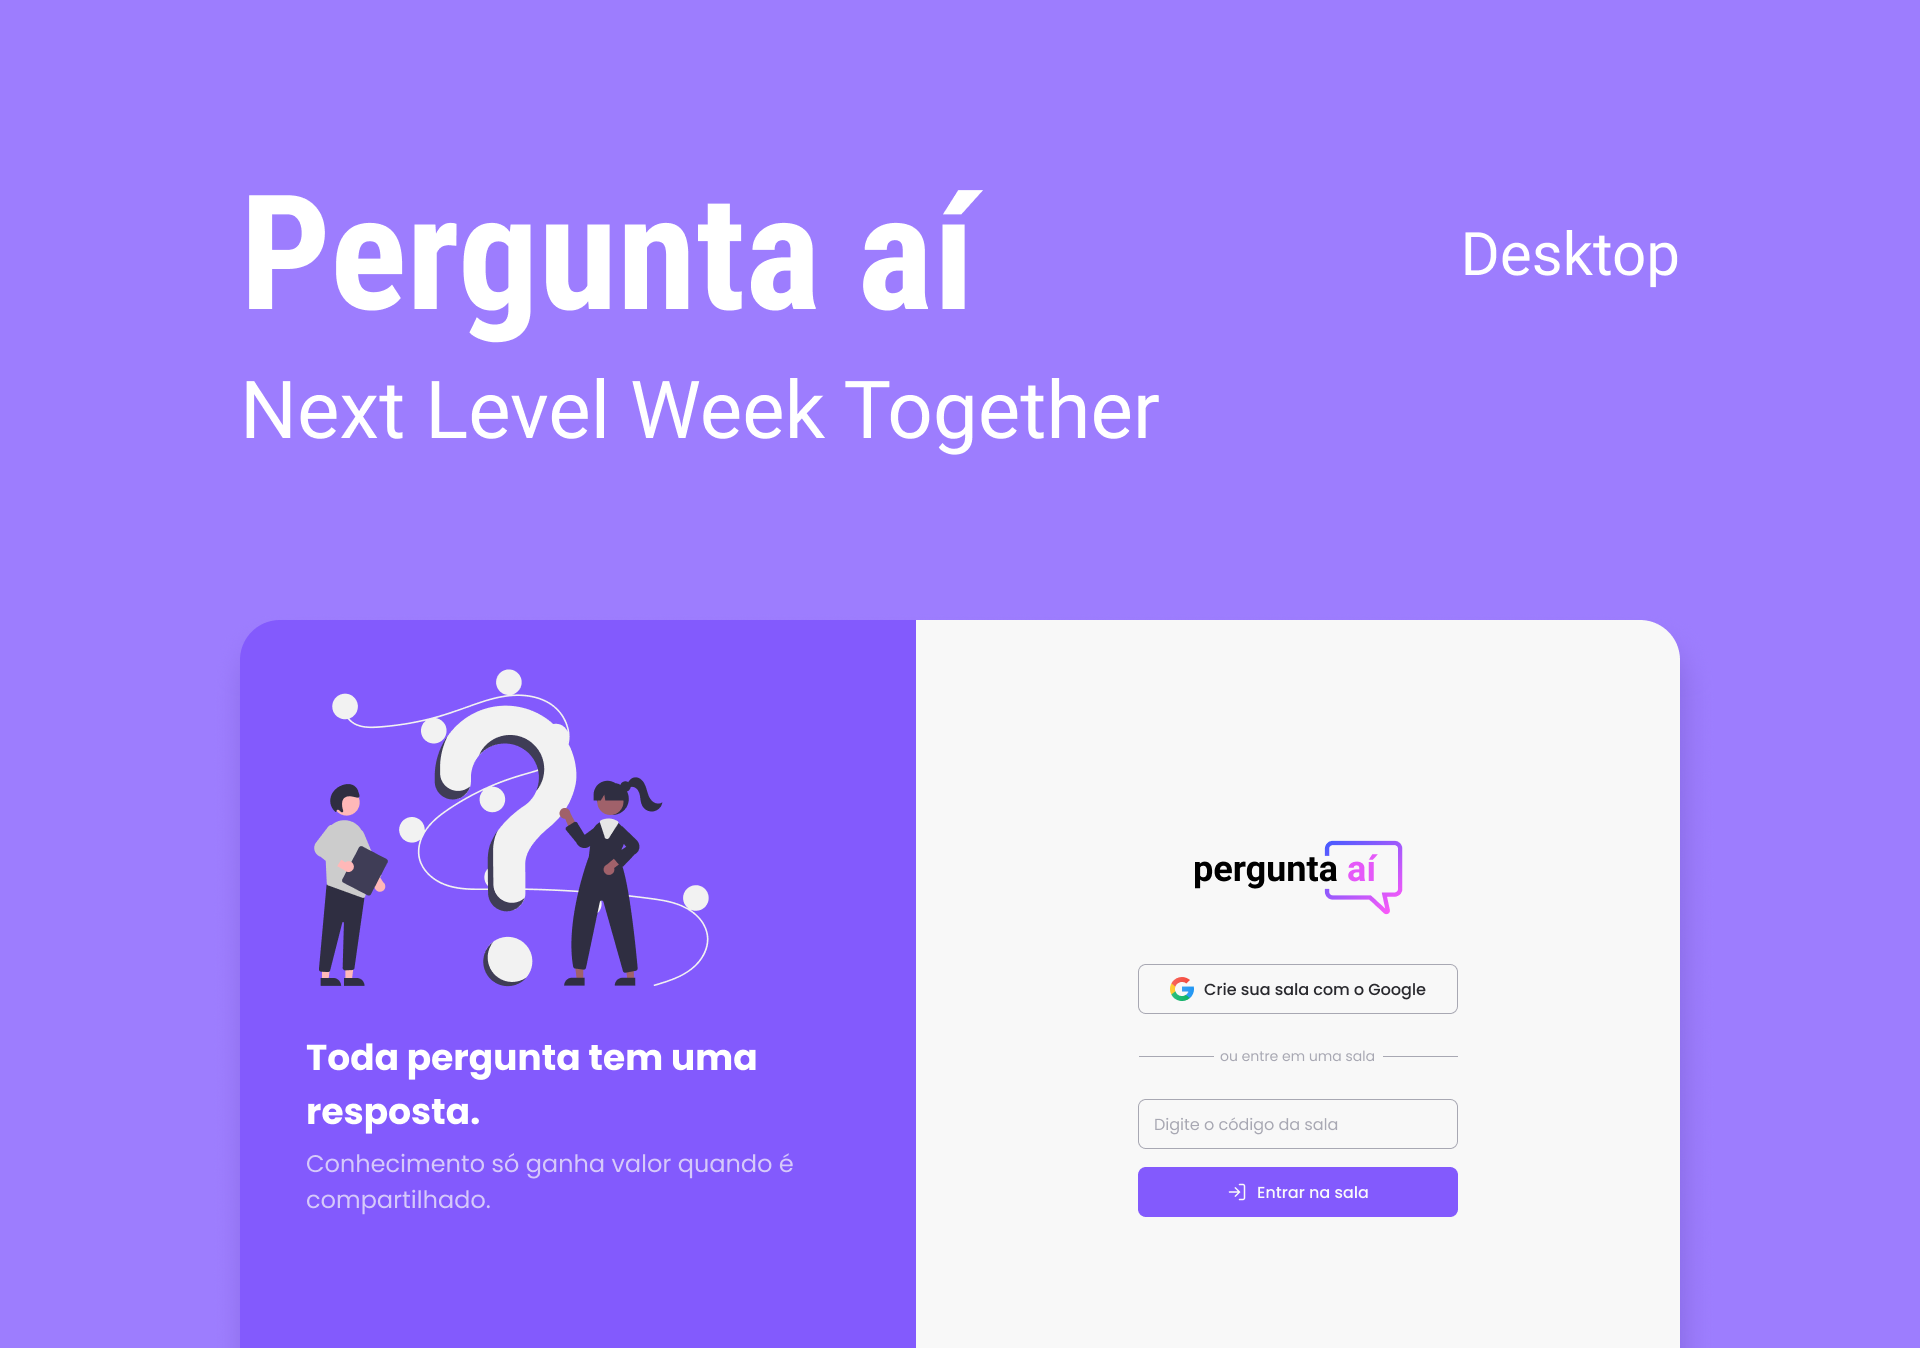 Pergunta aí
Desktop
Next Level Week Together
Toda pergunta tem uma
resposta.
Conhecimento só ganha valor quando é
compartilhado.
pergunta aí
Crie sua sala com o Google
ou entre em uma sala
Digite o código da sala
Entrar na sala